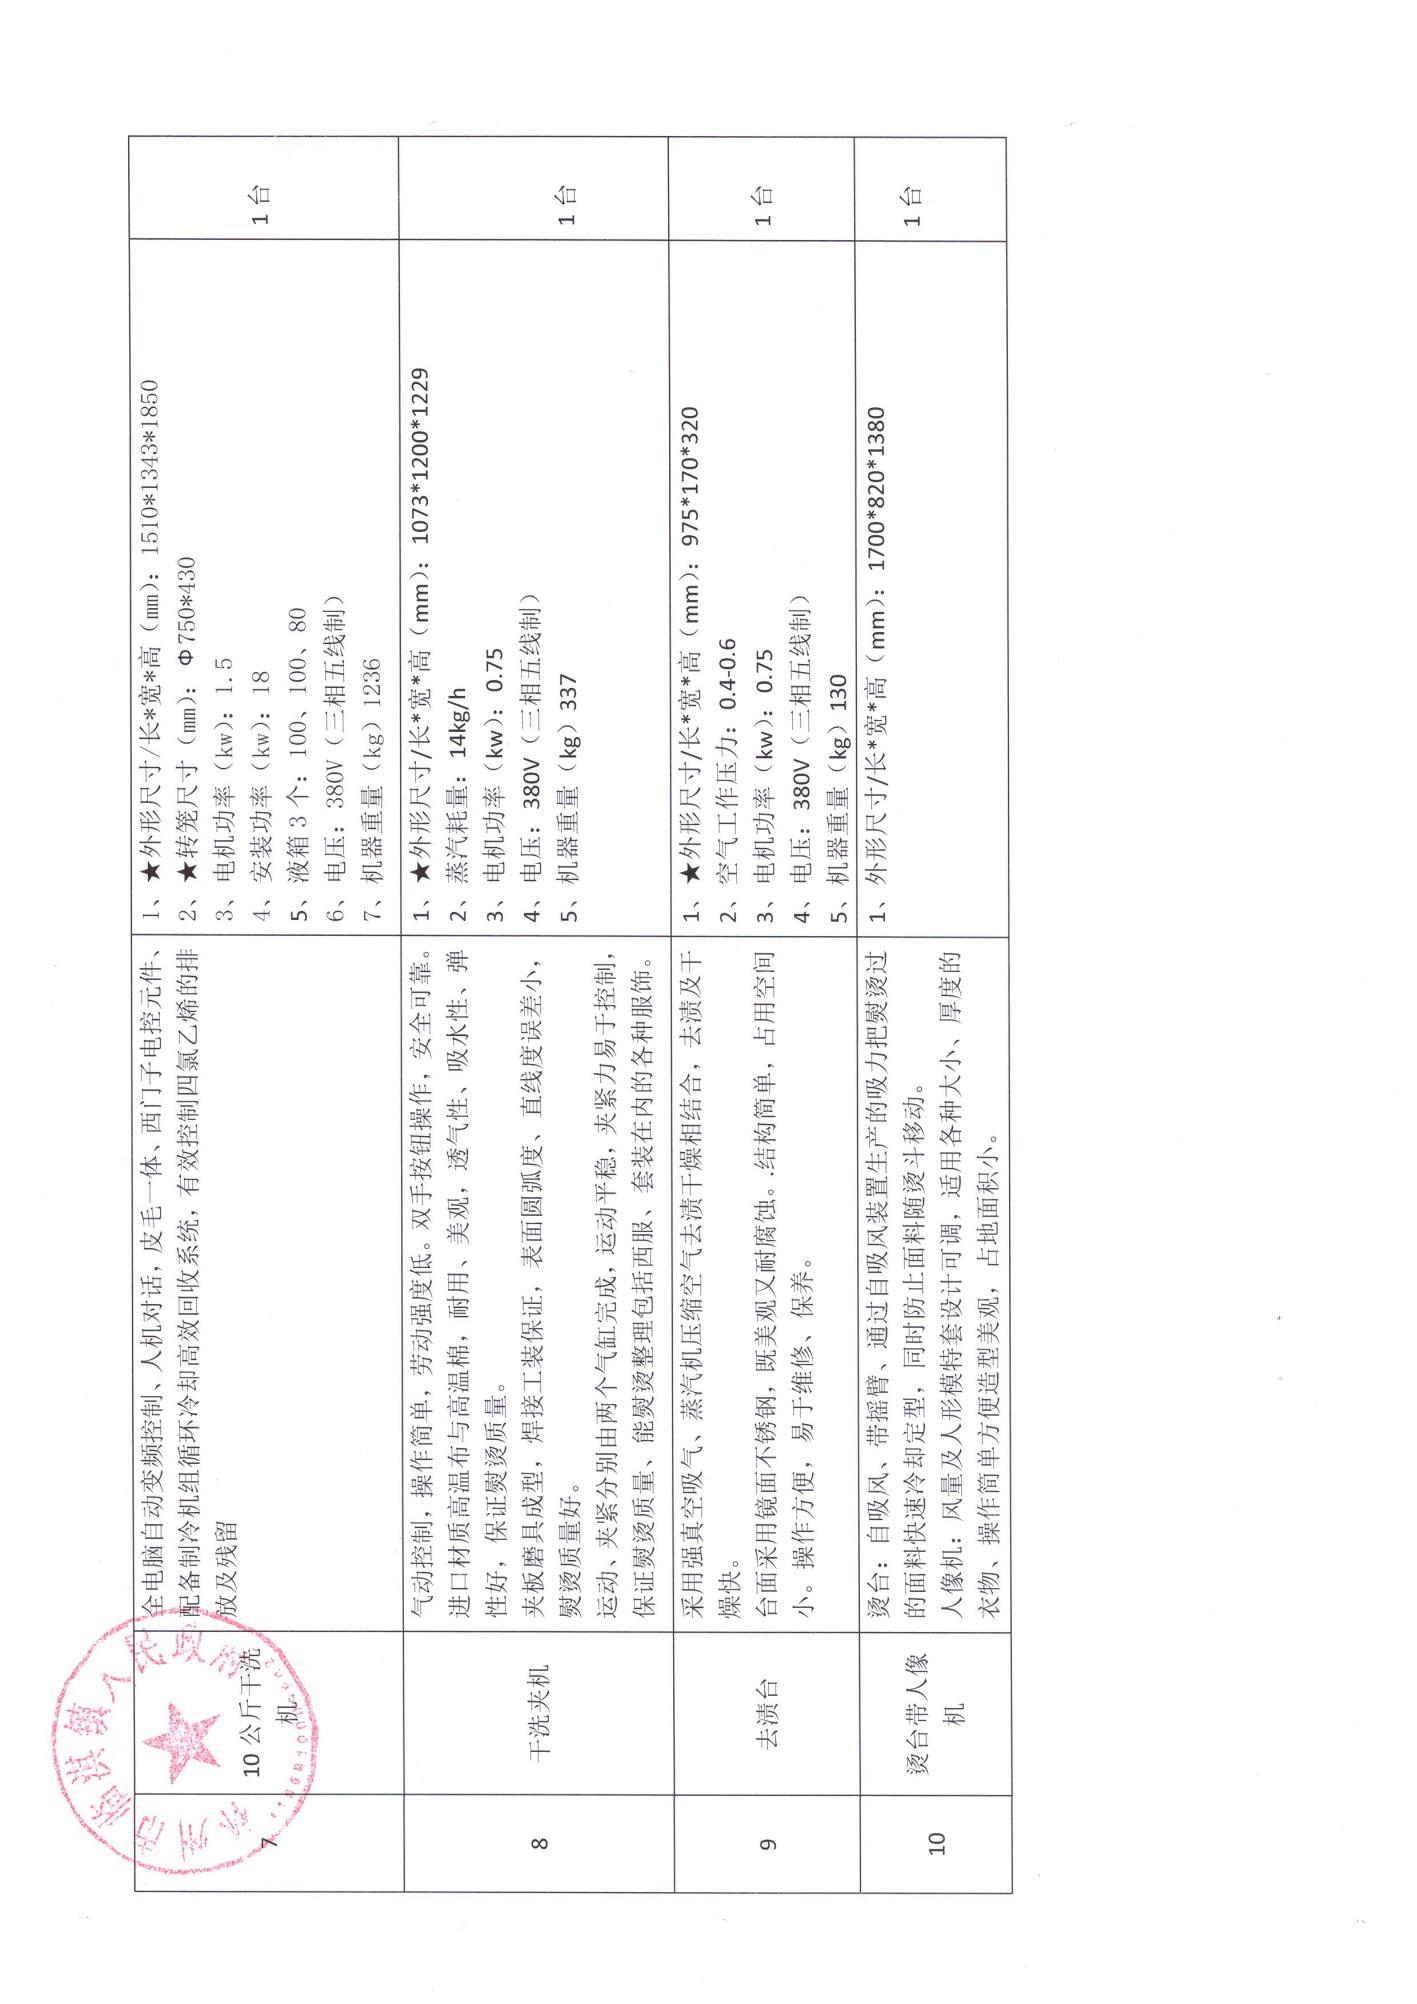 7
10 公斤干洗
机
全电脑自动变频控制、人机对话，皮毛一体、西门子电控元件、
配备制冷机组循环冷却高效回收系统，有效控制四氯乙烯的排
放及残留
1、★外形尺寸/长*宽*高（mm）：1510*1343*1850
2、★转笼尺寸（mm）：Φ750*430
3、电机功率（kw）：1.5
4、安装功率（kw）：18
5、液箱 3 个：100、100、80
6、电压：380V（三相五线制）
7、机器重量（kg）1236
1 台
8
干洗夹机
气动控制，操作简单，劳动强度低。双手按钮操作，安全可靠。
进口材质高温布与高温棉，耐用、美观，透气性、吸水性、弹
性好，保证熨烫质量。
夹板磨具成型，焊接工装保证，表面圆弧度、直线度误差小，
熨烫质量好。
运动、夹紧分别由两个气缸完成，运动平稳，夹紧力易于控制，
保证熨烫质量、能熨烫整理包括西服、套装在内的各种服饰。
1、★外形尺寸/长*宽*高（mm）：1073*1200*1229
2、蒸汽耗量：14kg/h
3、电机功率（kw）：0.75
4、电压：380V（三相五线制）
5、机器重量（kg）337
1 台
9
去渍台
采用强真空吸气、蒸汽机压缩空气去渍干燥相结合，去渍及干
燥快。
台面采用镜面不锈钢，既美观又耐腐蚀。.结构简单，占用空间
小。操作方便，易于维修、保养。
1、★外形尺寸/长*宽*高（mm）：975*170*320
2、空气工作压力：0.4-0.6
3、电机功率（kw）：0.75
4、电压：380V（三相五线制）
5、机器重量（kg）130
1 台
10
烫台带人像
机
烫台：自吸风、带摇臂、通过自吸风装置生产的吸力把熨烫过
的面料快速冷却定型，同时防止面料随烫斗移动。
人像机：风量及人形模特套设计可调，适用各种大小、厚度的
衣物、操作简单方便造型美观，占地面积小。
1、外形尺寸/长*宽*高（mm）：1700*820*1380
1 台
林州市临淇镇人民政府